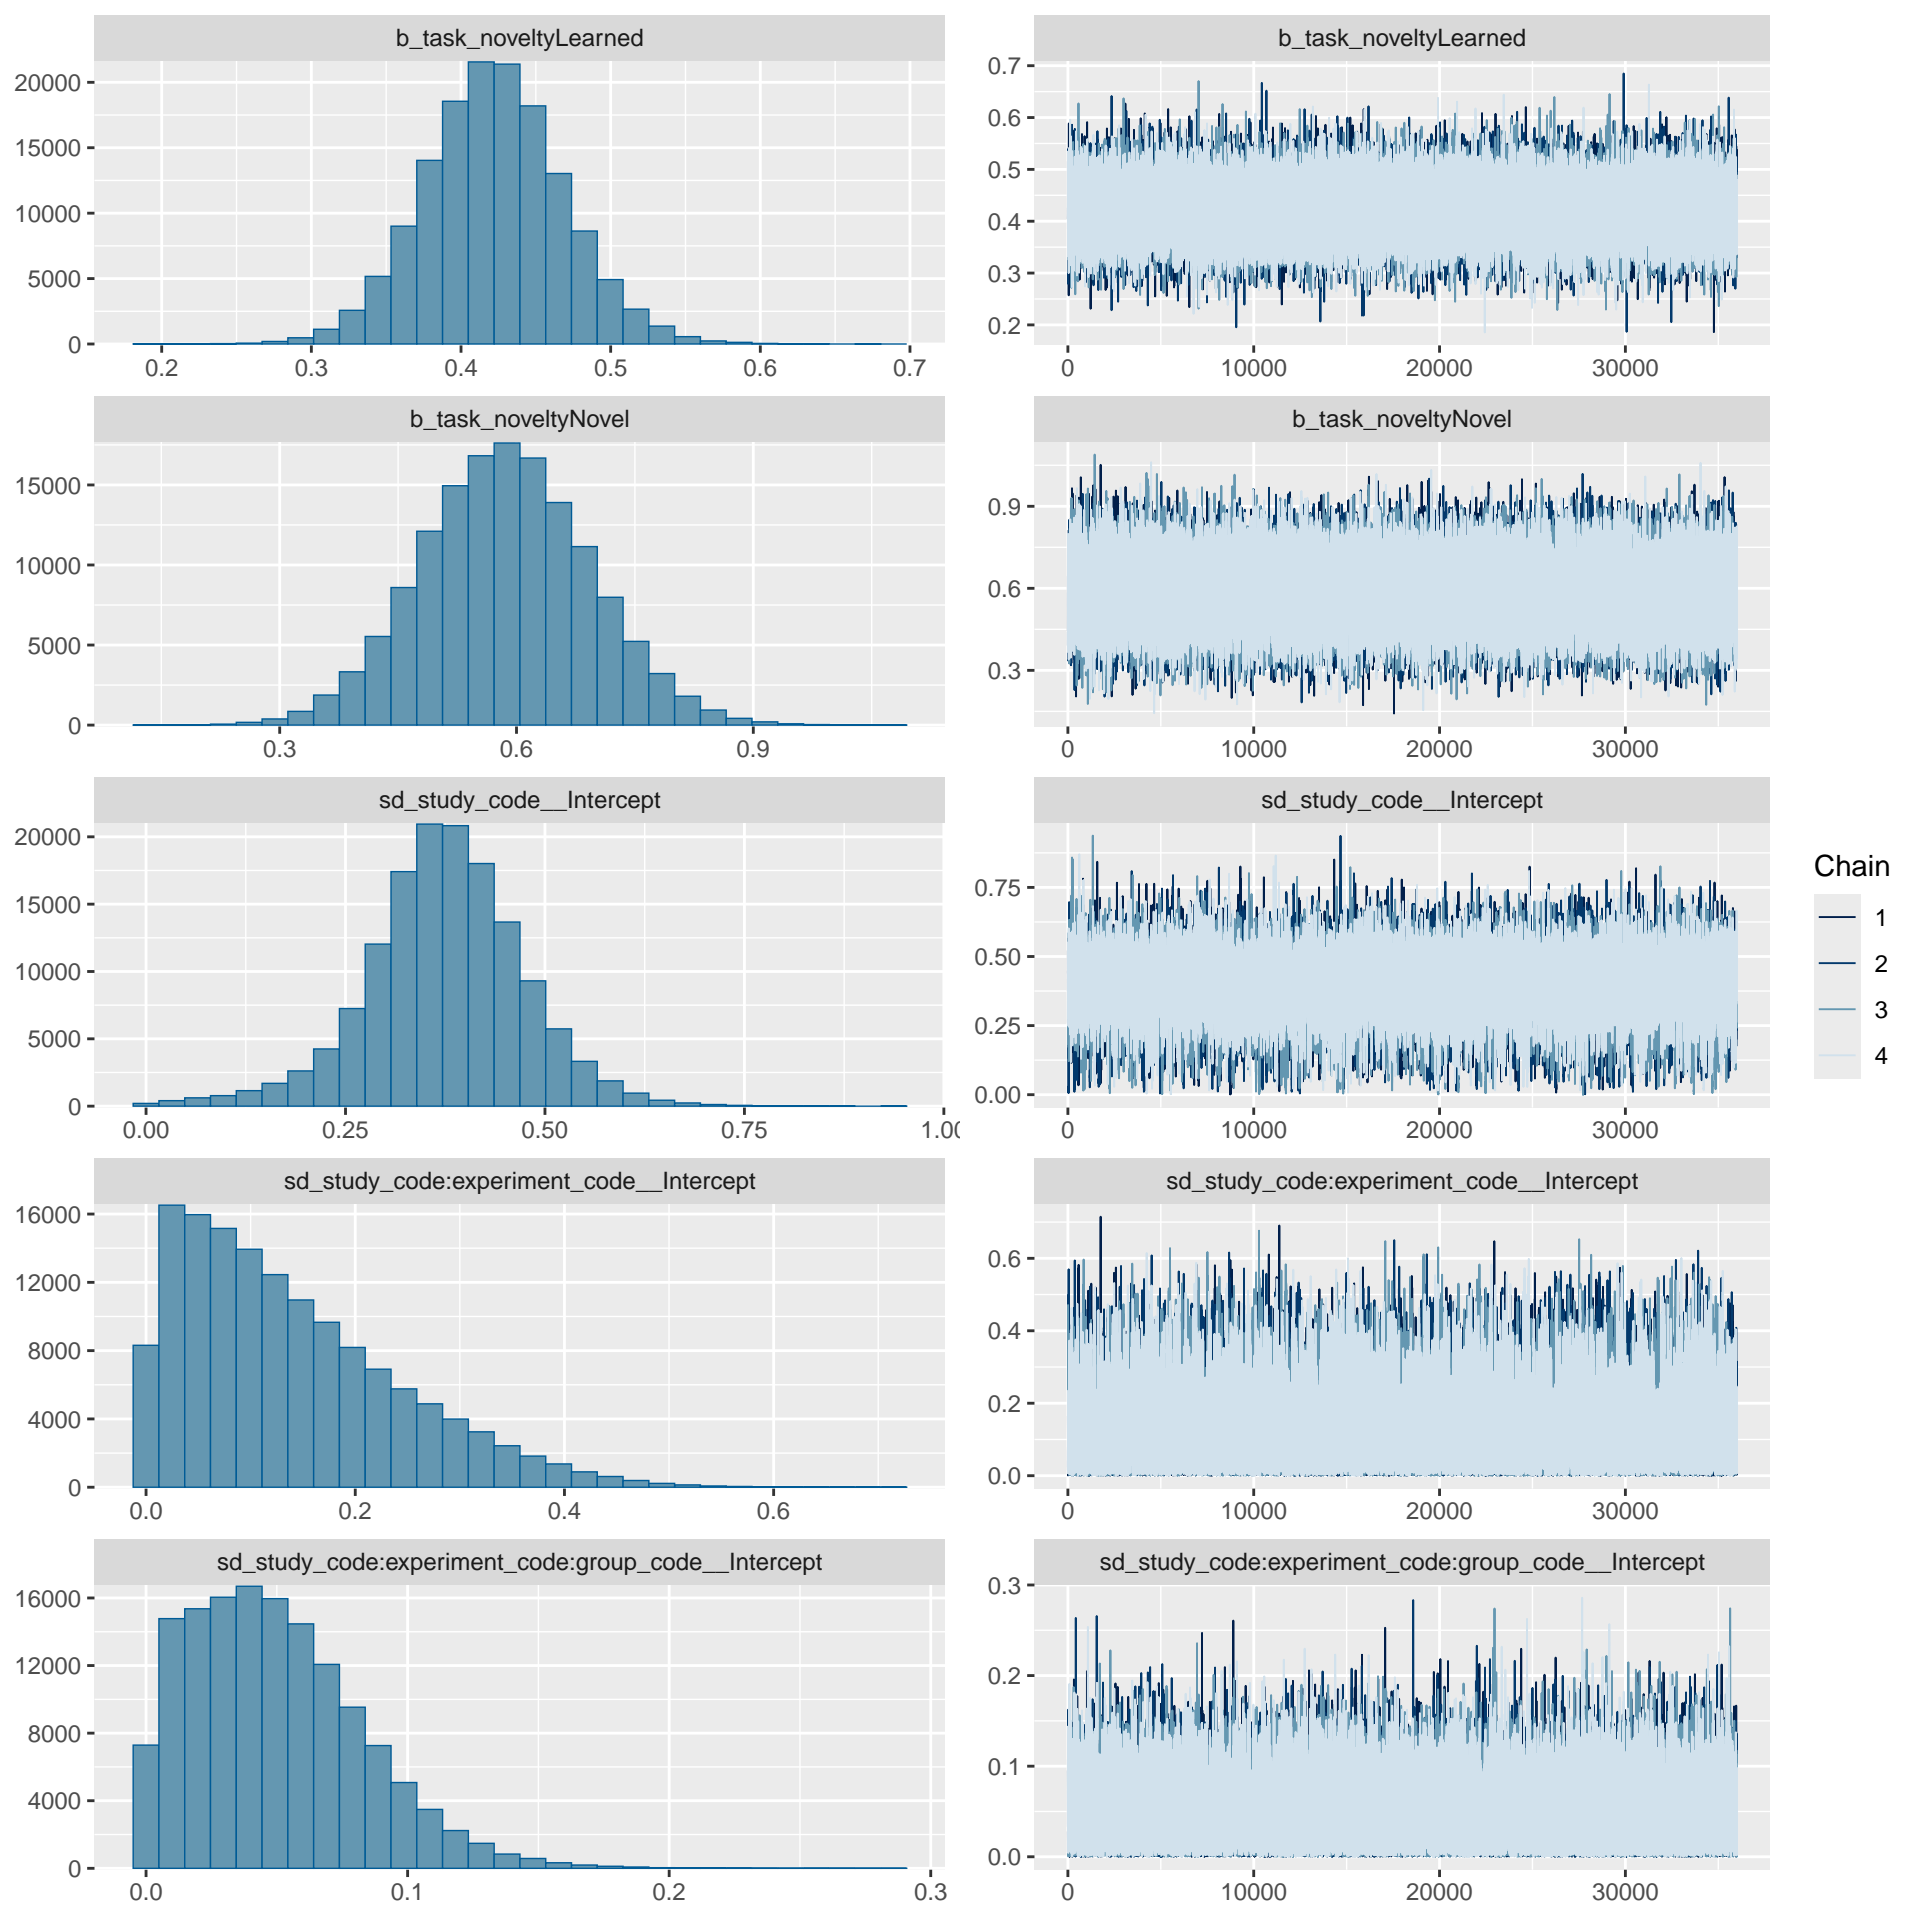 b_task_noveltyLearned
20000
15000
10000
5000
0
0.2 0.3 0.4 0.5 0.6 0.7
b_task_noveltyLearned
0.7
0.6
0.5
0.4
0.3
0.2
0 10000 20000 30000
b_task_noveltyNovel
15000
10000
5000
0
0.3 0.6 0.9
b_task_noveltyNovel
0.9
0.6
0.3
0 10000 20000 30000
sd_study_code__Intercept
20000
15000
10000
5000
0
0.00 0.25 0.50 0.75 1.00
sd_study_code__Intercept
0.75
0.50
0.25
0.00
0 10000 20000 30000
sd_study_code:experiment_code__Intercept
16000
12000
8000
4000
0
0.0 0.2 0.4 0.6
sd_study_code:experiment_code__Intercept
0.6
0.4
0.2
0.0
0 10000 20000 30000
sd_study_code:experiment_code:group_code__Intercept
16000
12000
8000
4000
0
0.0 0.1 0.2 0.3
sd_study_code:experiment_code:group_code__Intercept
0.3
0.2
0.1
0.0
0 10000 20000 30000
Chain
1
2
3
4